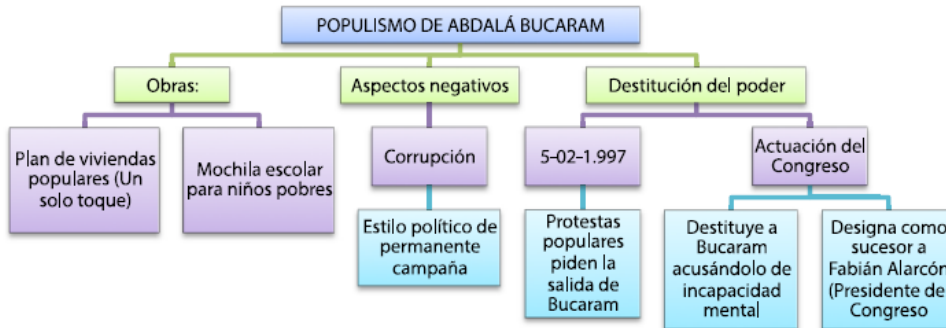 POPULISMO DE ABDALÁ BUCARAM
Obras:
Aspectos negativos
Destitución del poder
Plan de viviendas
populares (Un
solo toque)
Mochila escolar
para niños pobres
Corrupción
5-02-1.997
Actuación del
Congreso
Estilo político de
permanente
campaña
Protestas
populares
piden la
salida de
Bucaram
Destituye a
Bucaram
acusándolo de
incapacidad
mental
Designa como
sucesor a
Fabián Alarcón
(Presidente de
Congreso